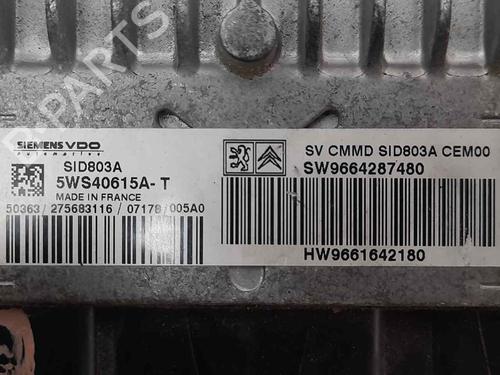 SIEMENS VDO
Automotive
SID803A
5WS40615A-T
MADE IN FRANCE
50363/275683116/07178/005A0
SV CMMD SID803A CEM00
SW9664287480
HW9661642180